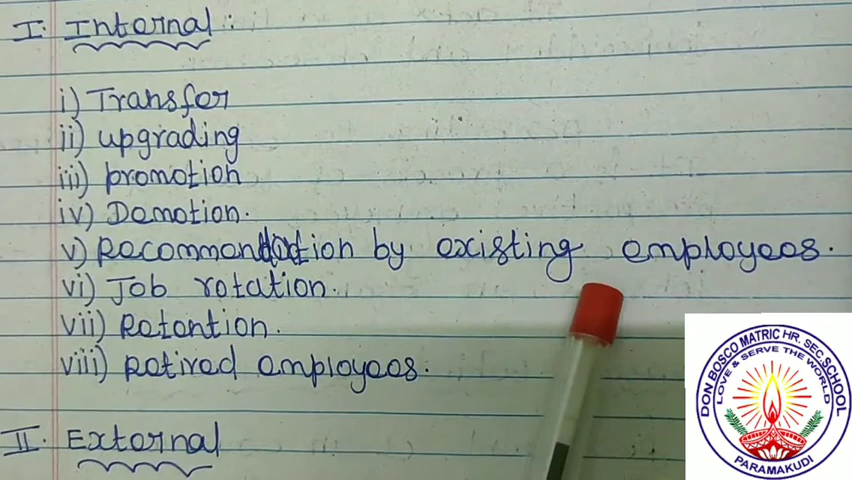 I. Internal :
i) Transfer
ii) upgrading
iii) promotion
iv) Demotion.
v) Recommendation by existing employees.
vi) Job rotation.
vii) Retention.
viii) Retired employees.
II. External
DON BOSCO MATRIC HR. SEC. SCHOOL
LOVE & SERVE THE WORLD
PARAMAKUDI